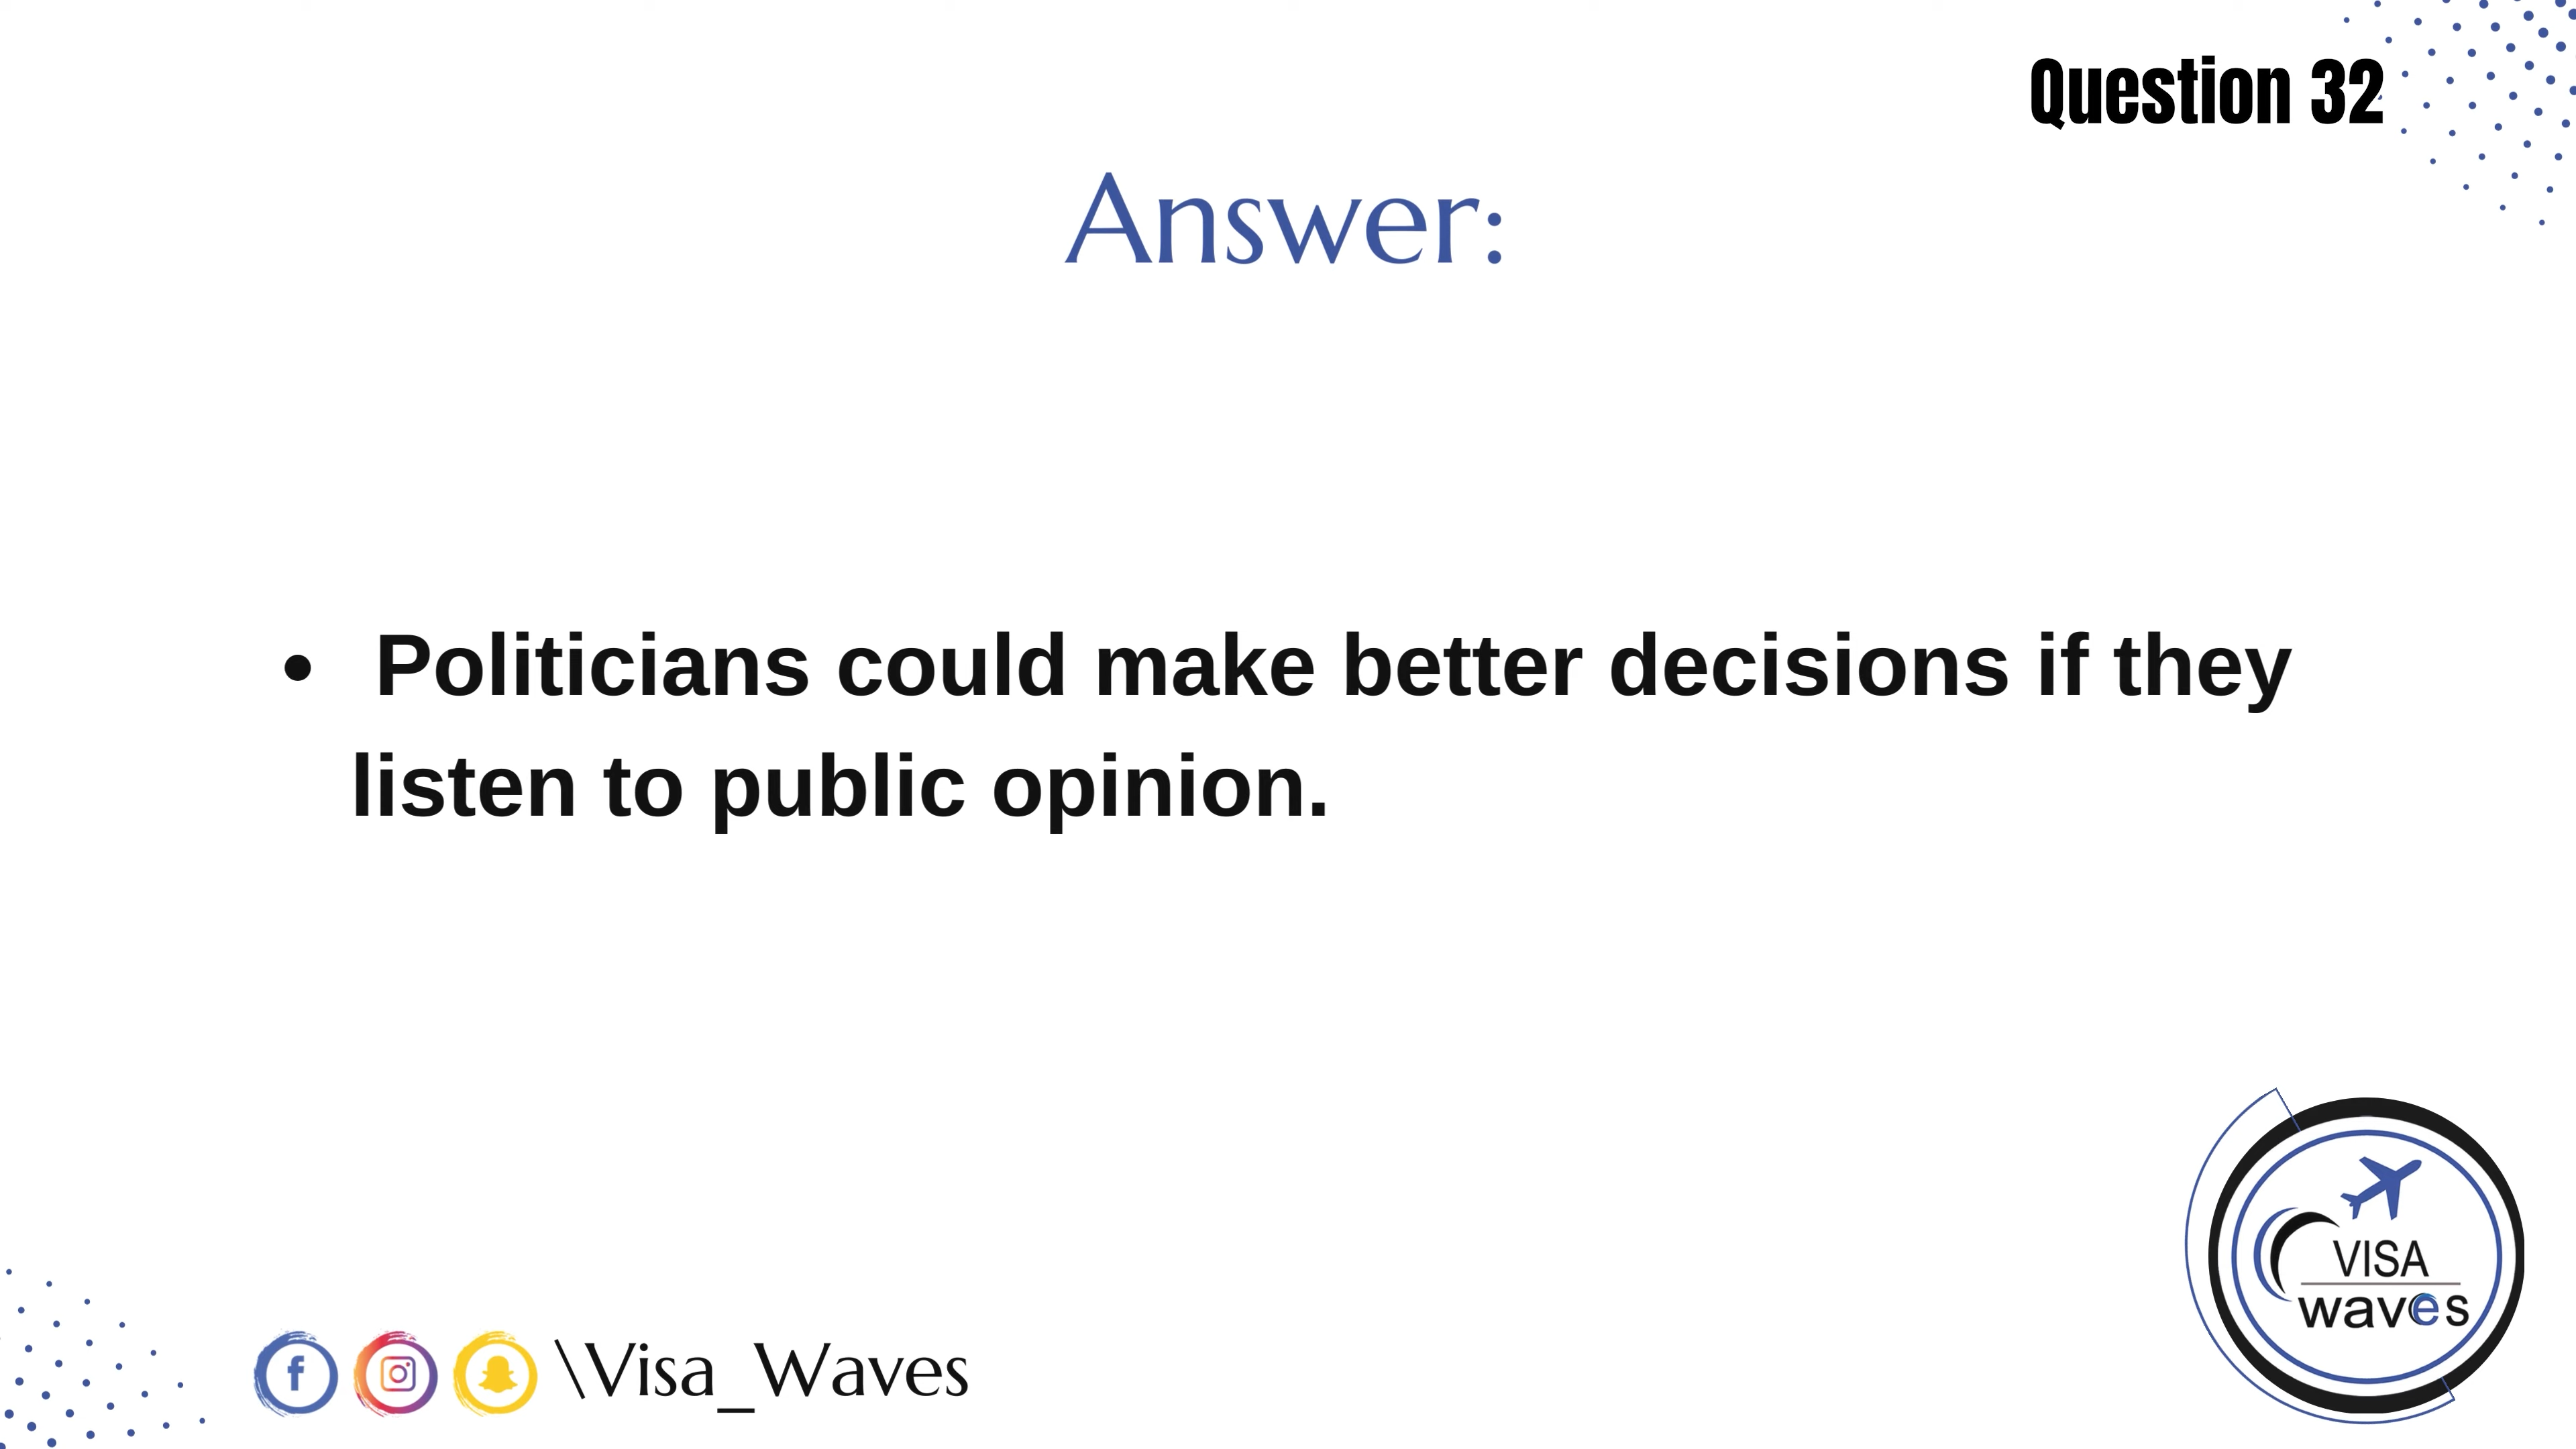 Question 32
Answer:
• Politicians could make better decisions if they
listen to public opinion.
VISA
waves
\Visa_Waves